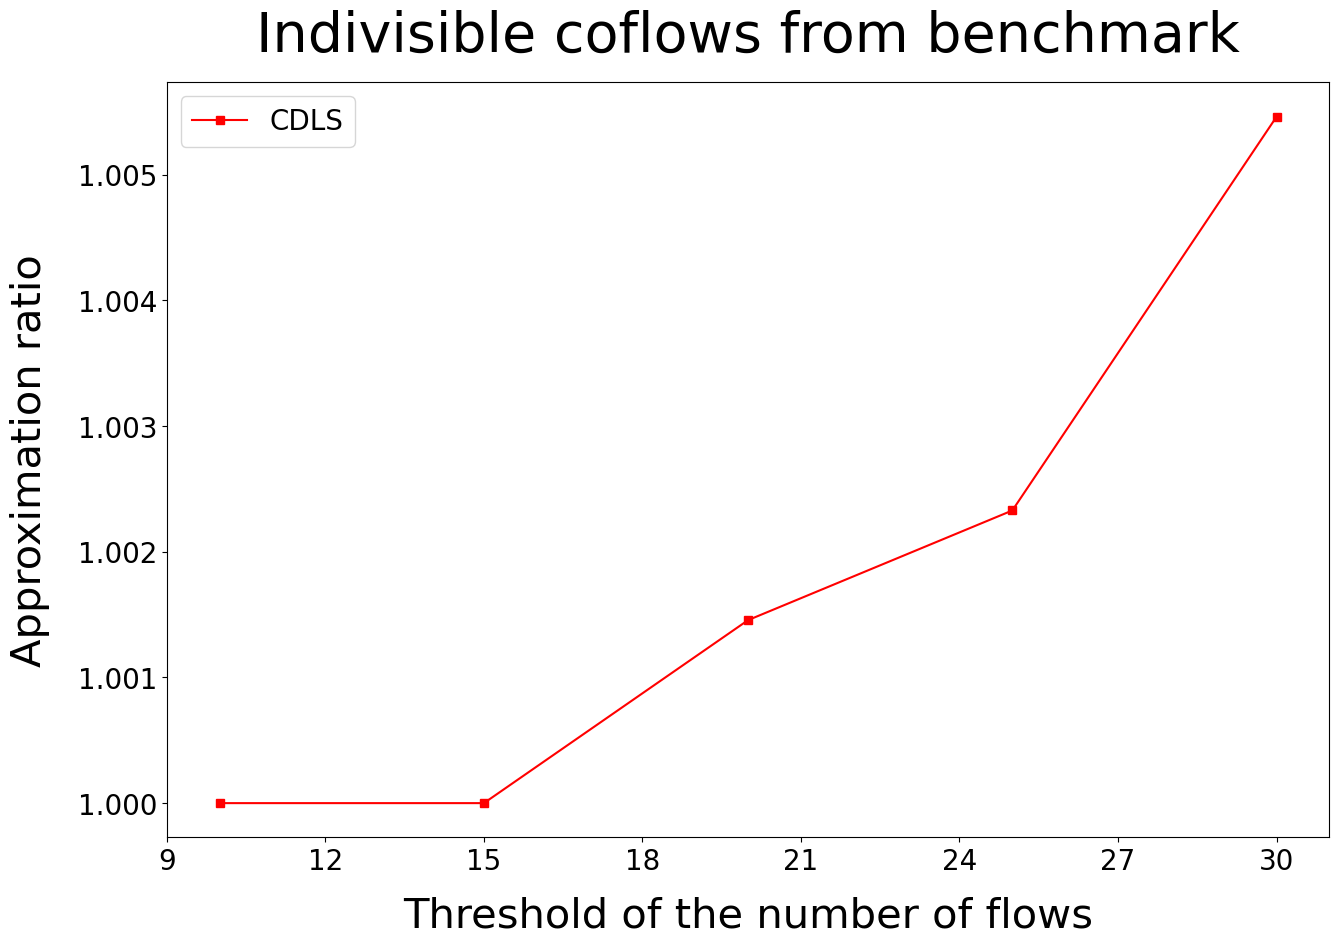 Indivisible coflows from benchmark
CDLS
1.005
1.004
1.003
1.002
1.001
1.000
Approximation ratio
9 12 15 18 21 24 27 30
Threshold of the number of flows